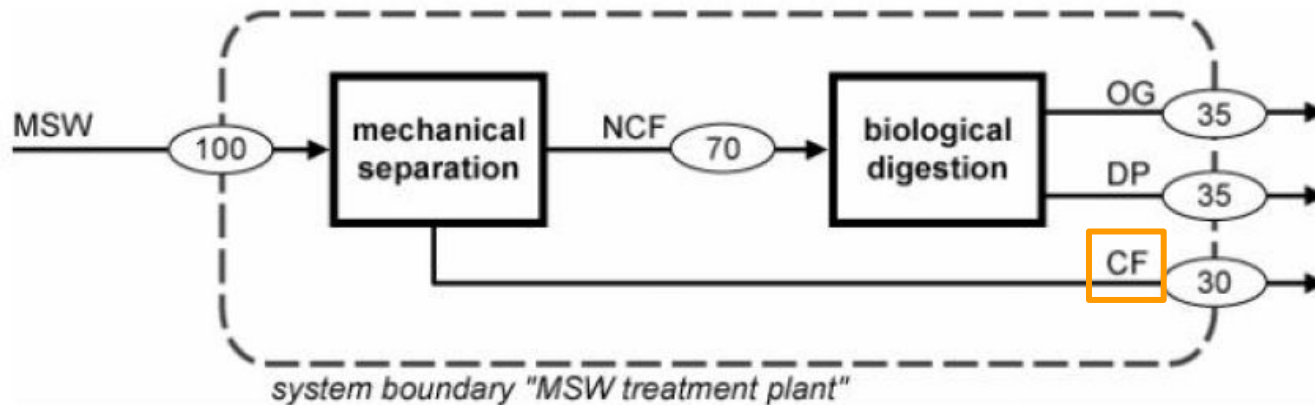 MSW
100
mechanical
separation
NCF
70
biological
digestion
OG
35
DP
35
CF
30
system boundary "MSW treatment plant"